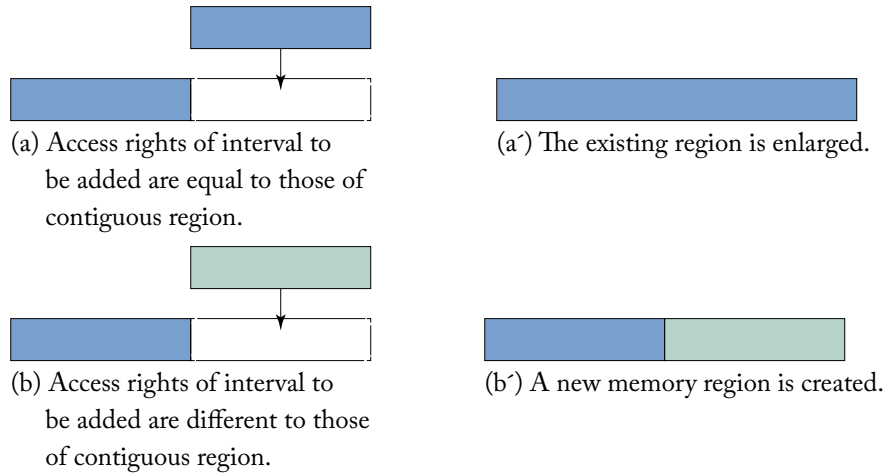 (a) Access rights of interval to
be added are equal to those of
contiguous region.
(a´) The existing region is enlarged.
(b) Access rights of interval to
be added are different to those
of contiguous region.
(b´) A new memory region is created.